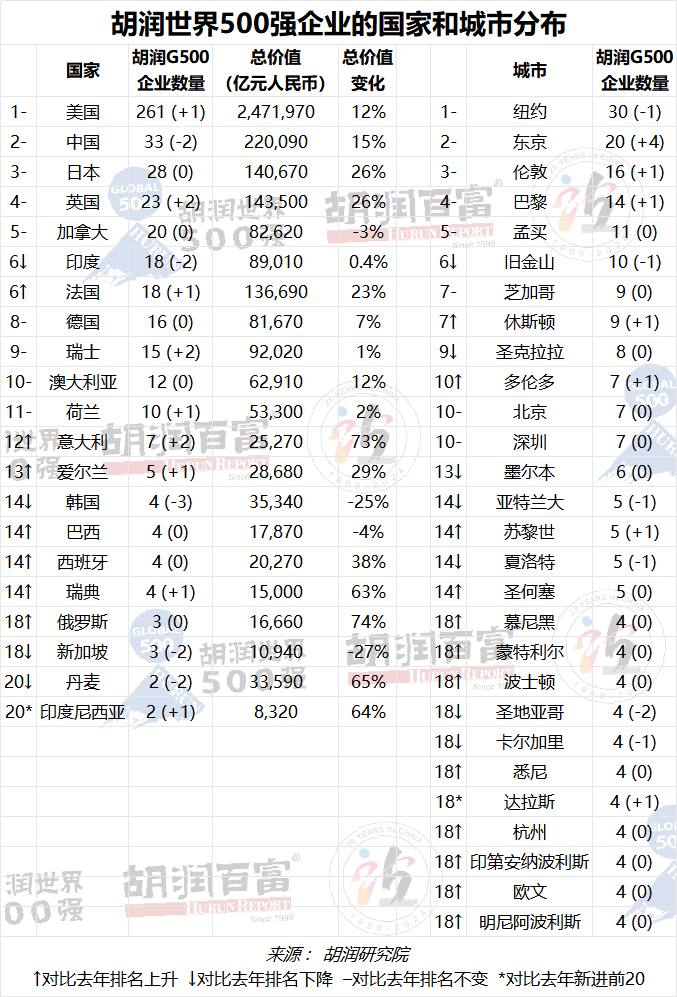 胡润世界500强企业的国家和城市分布
国家 胡润G500企业数量 总价值（亿元人民币） 总价值变化 城市 胡润G500企业数量
1- 美国 261 (+1) 2,471,970 12% 1- 纽约 30 (-1)
2- 中国 33 (-2) 220,090 15% 2- 东京 20 (+4)
3- 日本 28 (0) 140,670 26% 3- 伦敦 16 (+1)
4- 英国 23 (+2) 143,500 26% 4- 巴黎 14 (+1)
5- 加拿大 20 (0) 82,620 -3% 5- 孟买 11 (0)
6↓ 印度 18 (-2) 89,010 0.4% 6↓ 旧金山 10 (-1)
6↑ 法国 18 (+1) 136,690 23% 7- 芝加哥 9 (0)
8- 德国 16 (0) 81,670 7% 7↑ 休斯顿 9 (+1)
9- 瑞士 15 (+2) 92,020 1% 9↓ 圣克拉拉 8 (0)
10- 澳大利亚 12 (0) 62,910 12% 10↑ 多伦多 7 (+1)
11- 荷兰 10 (+1) 53,300 2% 10- 北京 7 (0)
12↑ 意大利 7 (+2) 25,270 73% 10- 深圳 7 (0)
13↑ 爱尔兰 5 (+1) 28,680 29% 13↓ 墨尔本 6 (0)
14↓ 韩国 4 (-3) 35,340 -25% 14↓ 亚特兰大 5 (-1)
14↑ 巴西 4 (0) 17,870 -4% 14↑ 苏黎世 5 (+1)
14↑ 西班牙 4 (0) 20,270 38% 14↓ 夏洛特 5 (-1)
14↑ 瑞典 4 (+1) 15,000 63% 14↑ 圣何塞 5 (0)
18↑ 俄罗斯 3 (0) 16,660 74% 18↑ 慕尼黑 4 (0)
18↓ 新加坡 3 (-2) 10,940 -27% 18↑ 蒙特利尔 4 (0)
20↓ 丹麦 2 (-2) 33,590 65% 18↑ 波士顿 4 (0)
20* 印度尼西亚 2 (+1) 8,320 64% 18↓ 圣地亚哥 4 (-2)
18↓ 卡尔加里 4 (-1)
18↑ 悉尼 4 (0)
18* 达拉斯 4 (+1)
18↑ 杭州 4 (0)
18↑ 印第安纳波利斯 4 (0)
18↑ 欧文 4 (0)
18↑ 明尼阿波利斯 4 (0)
来源：胡润研究院
↑对比去年排名上升 ↓对比去年排名下降 –对比去年排名不变 *对比去年新进前20